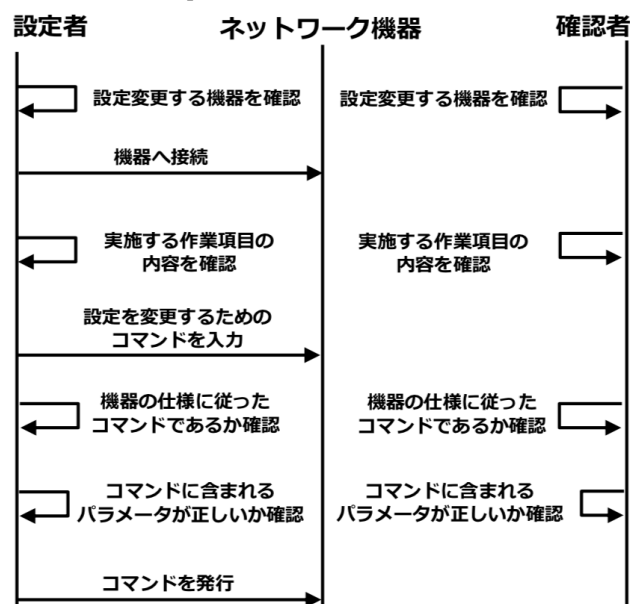 設定者 ネットワーク機器 確認者
設定変更する機器を確認 設定変更する機器を確認
機器へ接続
実施する作業項目の 実施する作業項目の
内容を確認 内容を確認
設定を変更するための
コマンドを入力
機器の仕様に従った 機器の仕様に従った
コマンドであるか確認 コマンドであるか確認
コマンドに含まれる コマンドに含まれる
パラメータが正しいか確認 パラメータが正しいか確認
コマンドを発行